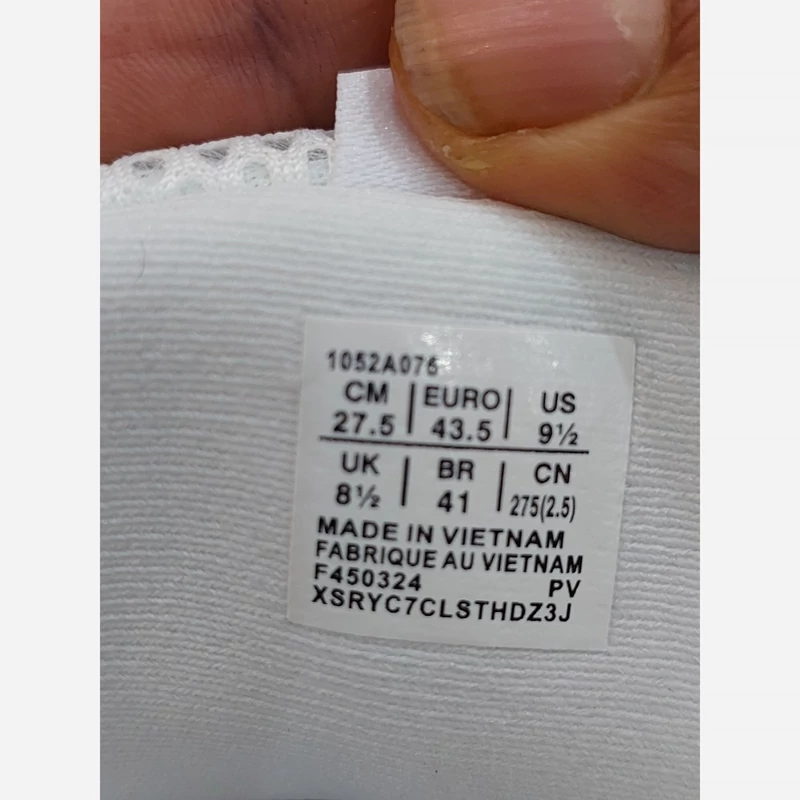 1052A076
CM | EURO | US
27.5 | 43.5 | 9½
UK | BR | CN
8½ | 41 | 275(2.5)
MADE IN VIETNAM
FABRIQUE AU VIETNAM
F450324 PV
XSRYC7CLSTHDZ3J